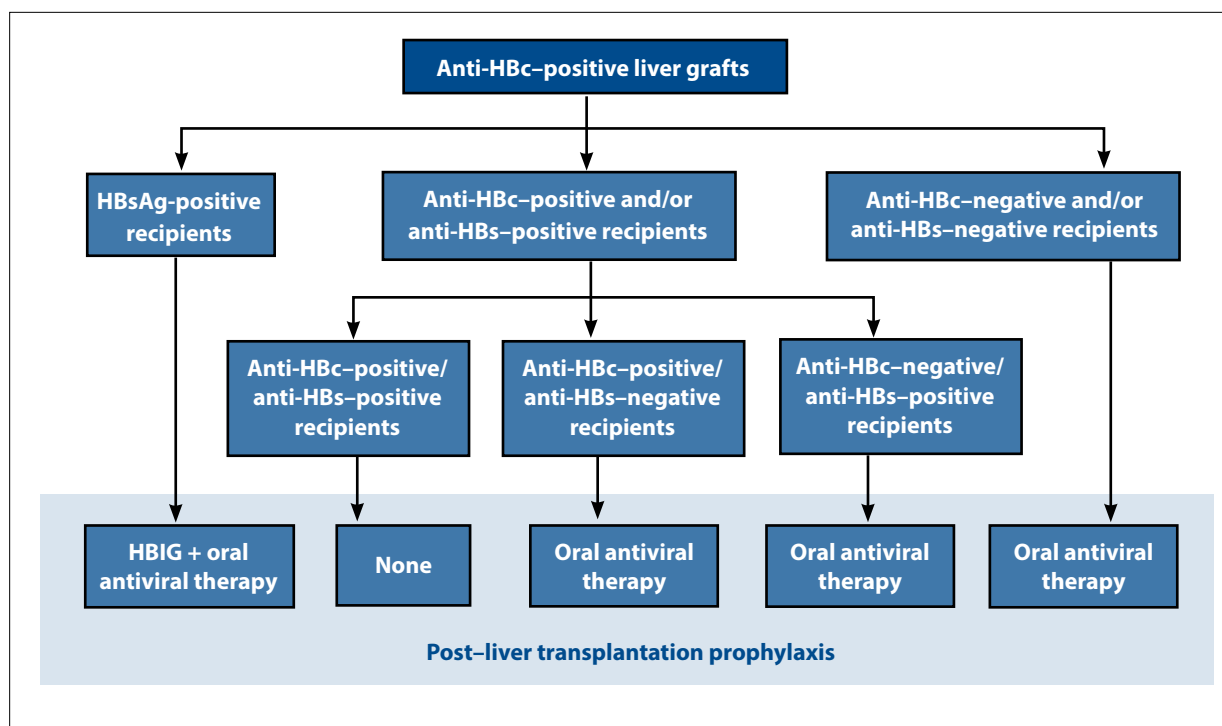 Anti-HBc–positive liver grafts
HBsAg-positive
recipients
Anti-HBc–positive and/or
anti-HBs–positive recipients
Anti-HBc–negative and/or
anti-HBs–negative recipients
Anti-HBc–positive/
anti-HBs–positive
recipients
Anti-HBc–positive/
anti-HBs–negative
recipients
Anti-HBc–negative/
anti-HBs–positive
recipients
HBIG + oral
antiviral therapy
None
Oral antiviral
therapy
Oral antiviral
therapy
Oral antiviral
therapy
Post–liver transplantation prophylaxis